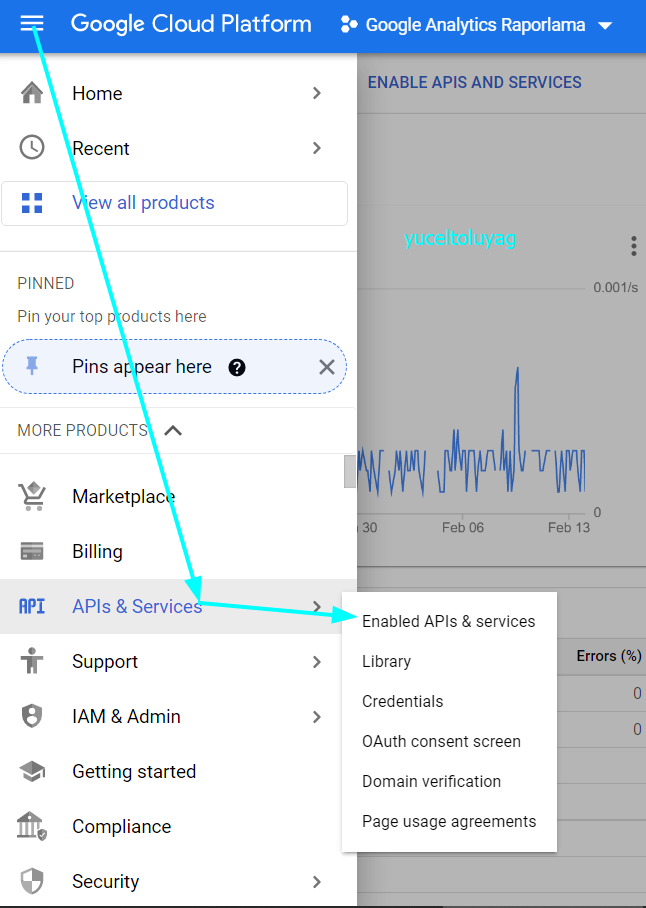 Google Cloud Platform
Google Analytics Raporlama
Home
Recent
View all products
PINNED
Pin your top products here
Pins appear here
?
MORE PRODUCTS
Marketplace
Billing
API
APIs & Services
Support
IAM & Admin
Getting started
Compliance
Security
ENABLE APIS AND SERVICES
yuceltoluyag
0.001/s
0
30
Feb 06
Feb 13
Enabled APIs & services
Library
Credentials
OAuth consent screen
Domain verification
Page usage agreements
Errors (%)
0
0